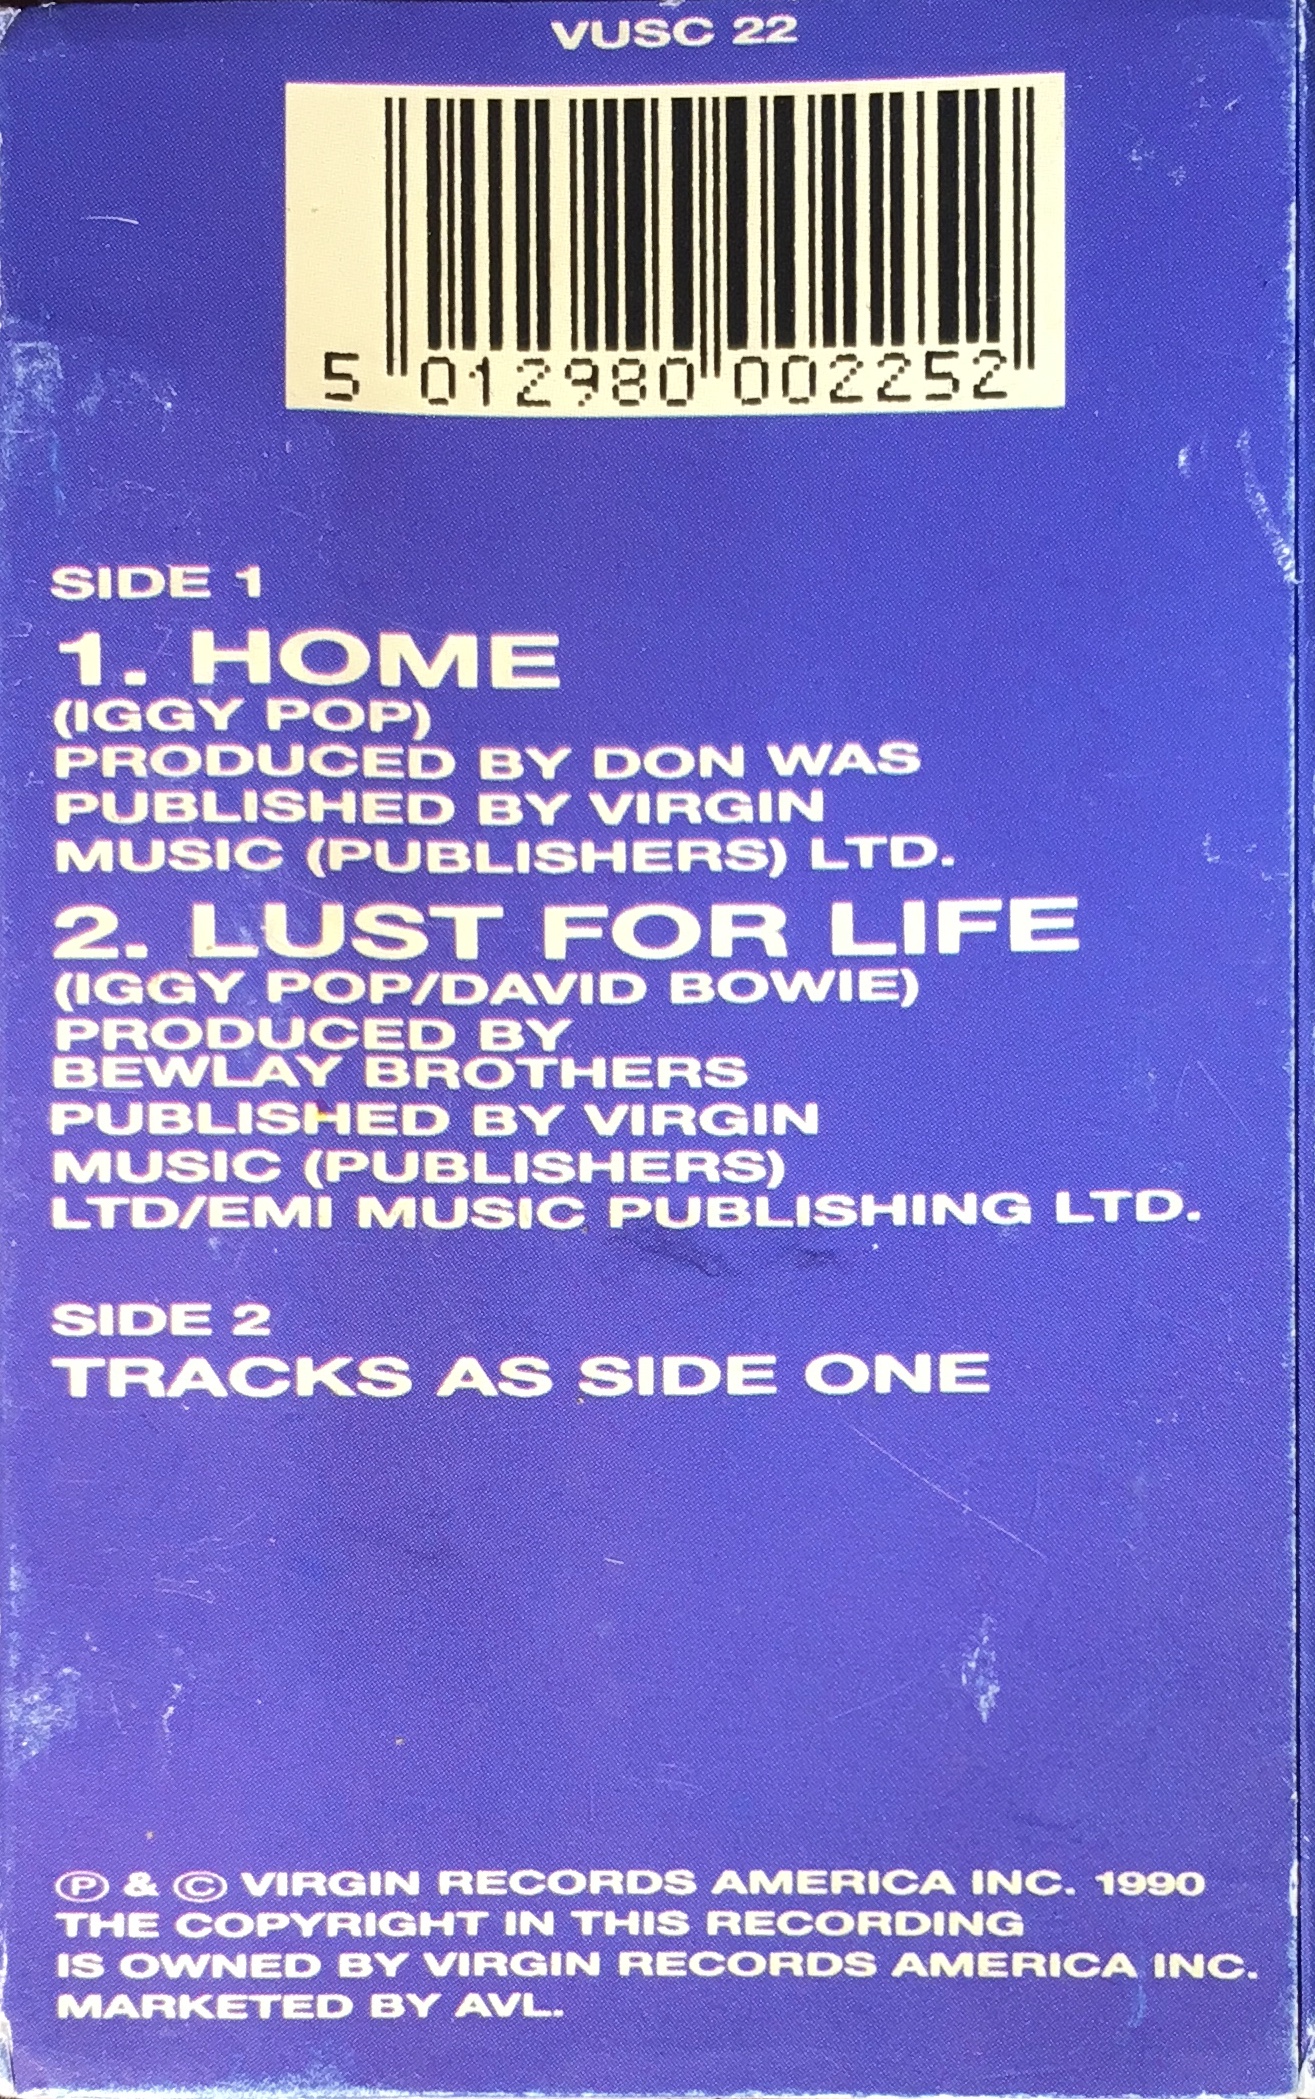 VUSC 22
5 012980 002252
SIDE 1
1. HOME
(IGGY POP)
PRODUCED BY DON WAS
PUBLISHED BY VIRGIN
MUSIC (PUBLISHERS) LTD.
2. LUST FOR LIFE
(IGGY POP/DAVID BOWIE)
PRODUCED BY
BEWLAY BROTHERS
PUBLISHED BY VIRGIN
MUSIC (PUBLISHERS)
LTD/EMI MUSIC PUBLISHING LTD.
SIDE 2
TRACKS AS SIDE ONE
Ⓟ & © VIRGIN RECORDS AMERICA INC. 1990
THE COPYRIGHT IN THIS RECORDING
IS OWNED BY VIRGIN RECORDS AMERICA INC.
MARKETED BY AVL.